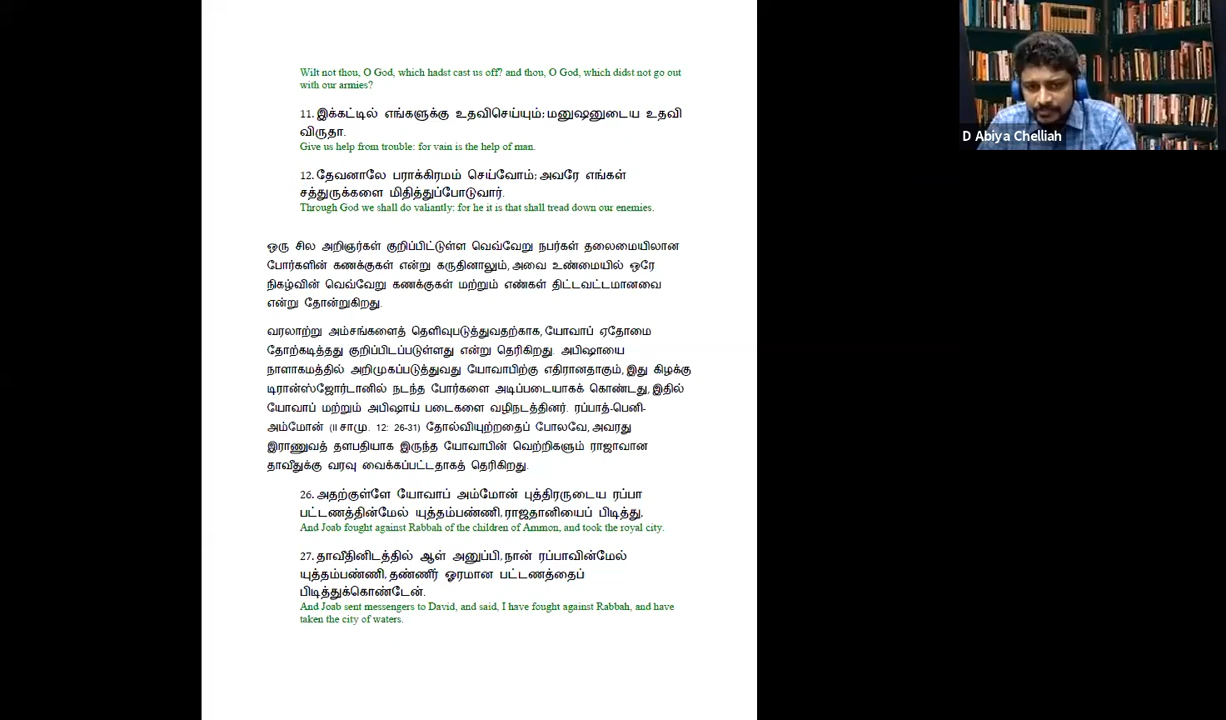 Wilt not thou, O God, which hadst cast us off? and thou, O God, which didst not go out
with our armies?
11. இக்கட்டில் எங்களுக்கு உதவிசெய்யும்; மனுஷனுடைய உதவி
விருதா.
Give us help from trouble: for vain is the help of man.
12. தேவனாலே பராக்கிரமம் செய்வோம்; அவரே எங்கள்
சத்துருக்களை மிதித்துப்போடுவார்.
Through God we shall do valiantly: for he it is that shall tread down our enemies.
ஒரு சில அறிஞர்கள் குறிப்பிட்டுள்ள வெவ்வேறு நபர்கள் தலைமையிலான
போர்களின் கணக்குகள் என்று கருதினாலும், அவை உண்மையில் ஒரே
நிகழ்வின் வெவ்வேறு கணக்குகள் மற்றும் எண்கள் திட்டவட்டமானவை
என்று தோன்றுகிறது.
வரலாற்று அம்சங்களைத் தெளிவுபடுத்துவதற்காக, யோவாப் ஏதோமை
தோற்கடித்தது குறிப்பிடப்படுள்ளது என்று தெரிகிறது. அபிஷாயை
நாளாகமத்தில் அறிமுகப்படுத்துவது யோவாபிற்கு எதிரானதாகும், இது கிழக்கு
டிரான்ஸ்ஜோர்டானில் நடந்த போர்களை அடிப்படையாகக் கொண்டது, இதில்
யோவாப் மற்றும் அபிஷாய் படைகளை வழிநடத்தினர். ரப்பாத்-பெனி-
அம்மோன் (II சாமு. 12: 26-31) தோல்வியுற்றதைப் போலவே, அவரது
இராணுவத் தளபதியாக இருந்த யோவாபின் வெற்றிகளும் ராஜாவான
தாவீதுக்கு வரவு வைக்கப்பட்டதாகத் தெரிகிறது.
26. அதற்குள்ளே யோவாப் அம்மோன் புத்திரருடைய ரப்பா
பட்டணத்தின்மேல் யுத்தம்பண்ணி, ராஜதானியைப் பிடித்து,
And Joab fought against Rabbah of the children of Ammon, and took the royal city.
27. தாவீதினிடத்தில் ஆள் அனுப்பி, நான் ரப்பாவின்மேல்
யுத்தம்பண்ணி, தண்ணீர் ஓரமான பட்டணத்தைப்
பிடித்துக்கொண்டேன்.
And Joab sent messengers to David, and said, I have fought against Rabbah, and have
taken the city of waters.
D Abiya Chelliah